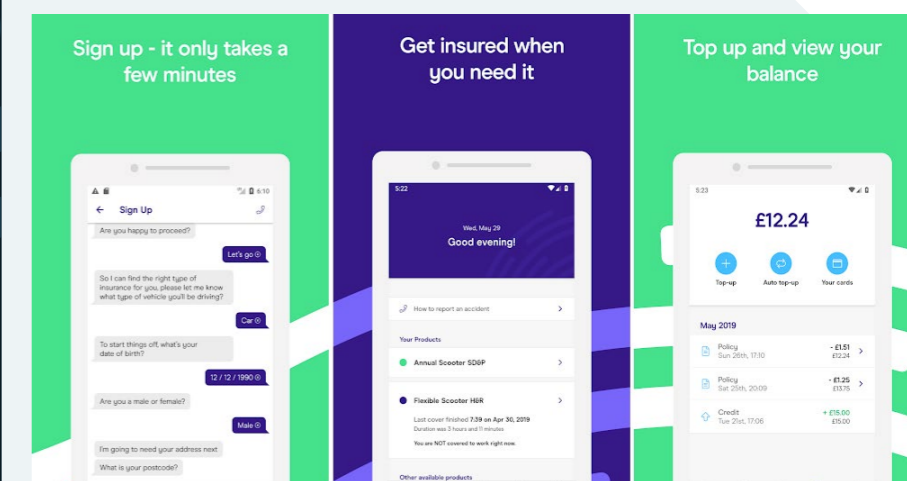 Sign up - it only takes a
few minutes
6:10
Sign Up
Are you happy to proceed?
Let's go
So I can find the right type of
insurance for you, please let me know
what type of vehicle you'll be driving?
Car
To start things off, what's your
date of birth?
12 / 12 / 1990
Are you a male or female?
Male
I'm going to need your address next
What is your postcode?
Get insured when
you need it
5:22
Wed, May 29
Good evening!
How to report an accident
Your Products
Annual Scooter SD&P
Flexible Scooter H&R
Last cover finished 7:39 on Apr 30, 2019
Duration was 3 hours and 11 minutes
You are NOT covered to work right now.
Other available products
Top up and view your
balance
5:23
£12.24
Top-up
Auto top-up
Your cards
May 2019
Policy
- £1.51
Sun 26th, 17:10
£12.24
Policy
- £1.25
Sat 25th, 20:09
£13.75
Credit
+ £15.00
Tue 21st, 17:06
£15.00